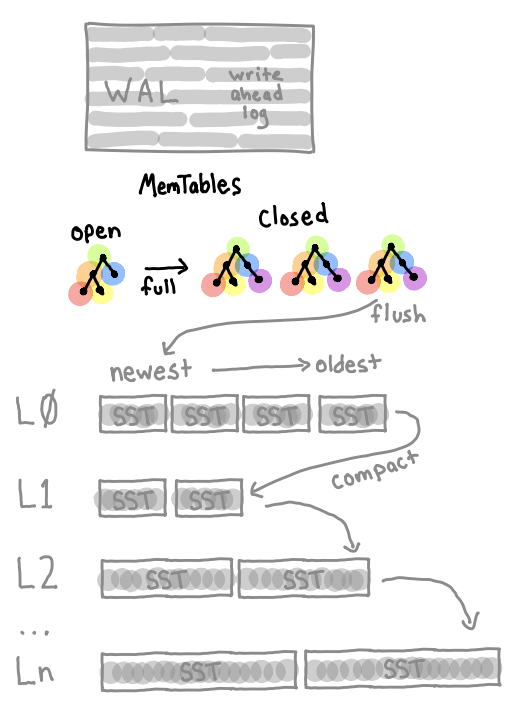 WAL
write
ahead
log
MemTables
open
Closed
full
flush
newest
oldest
LØ
SST SST SST SST
compact
L1
SST SST
L2
SST SST
...
Ln
SST SST